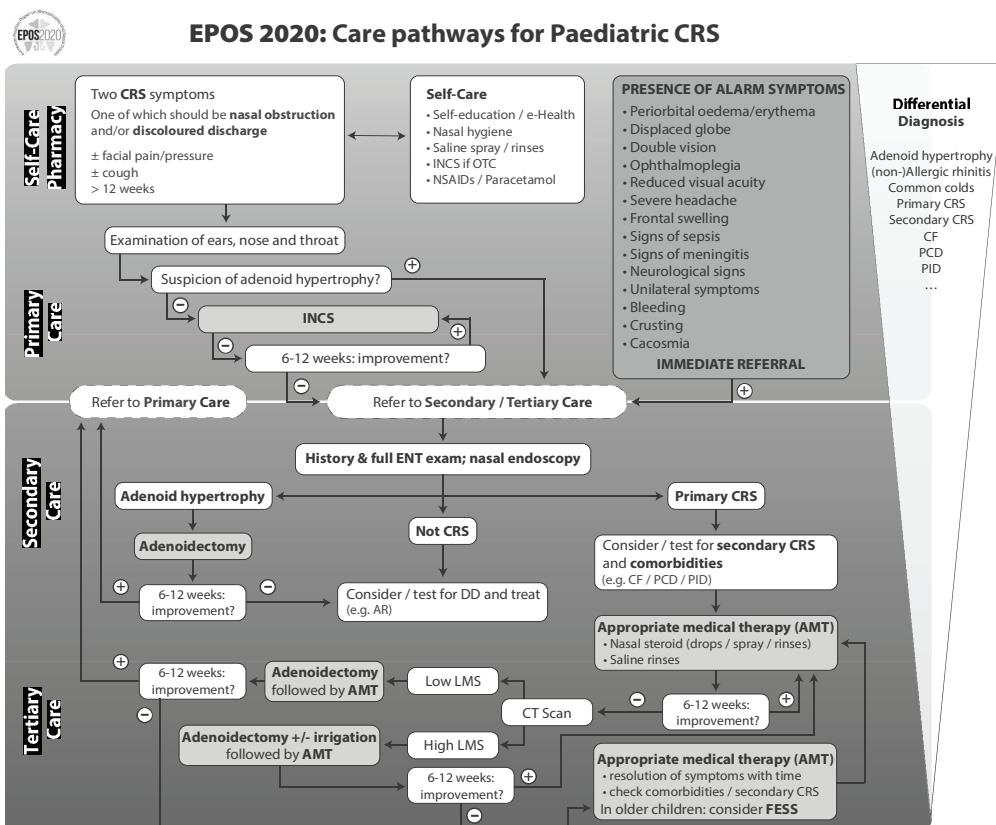 EPOS2020
EPOS 2020: Care pathways for Paediatric CRS
Self-Care
Pharmacy
Two CRS symptoms
One of which should be nasal obstruction
and/or discoloured discharge
± facial pain/pressure
± cough
> 12 weeks
Self-Care
• Self-education / e-Health
• Nasal hygiene
• Saline spray / rinses
• INCS if OTC
• NSAIDs / Paracetamol
PRESENCE OF ALARM SYMPTOMS
• Periorbital oedema/erythema
• Displaced globe
• Double vision
• Ophthalmoplegia
• Reduced visual acuity
• Severe headache
• Frontal swelling
• Signs of sepsis
• Signs of meningitis
• Neurological signs
• Unilateral symptoms
• Bleeding
• Crusting
• Cacosmia
IMMEDIATE REFERRAL
Differential
Diagnosis
Adenoid hypertrophy
(non-)Allergic rhinitis
Common colds
Primary CRS
Secondary CRS
CF
PCD
PID
...
Primary
Care
Examination of ears, nose and throat
Suspicion of adenoid hypertrophy?
+
−
INCS
−
+
6-12 weeks: improvement?
−
+
Refer to Primary Care
Refer to Secondary / Tertiary Care
Secondary
Care
History & full ENT exam; nasal endoscopy
Adenoid hypertrophy
Primary CRS
Not CRS
Adenoidectomy
Consider / test for secondary CRS
and comorbidities
(e.g. CF / PCD / PID)
+
6-12 weeks:
improvement?
−
Consider / test for DD and treat
(e.g. AR)
Appropriate medical therapy (AMT)
• Nasal steroid (drops / spray / rinses)
• Saline rinses
Tertiary
Care
+
6-12 weeks:
improvement?
−
Adenoidectomy
followed by AMT
Low LMS
CT Scan
−
6-12 weeks:
improvement?
+
Adenoidectomy +/- irrigation
followed by AMT
High LMS
6-12 weeks:
improvement?
+
−
Appropriate medical therapy (AMT)
• resolution of symptoms with time
• check comorbidities / secondary CRS
In older children: consider FESS